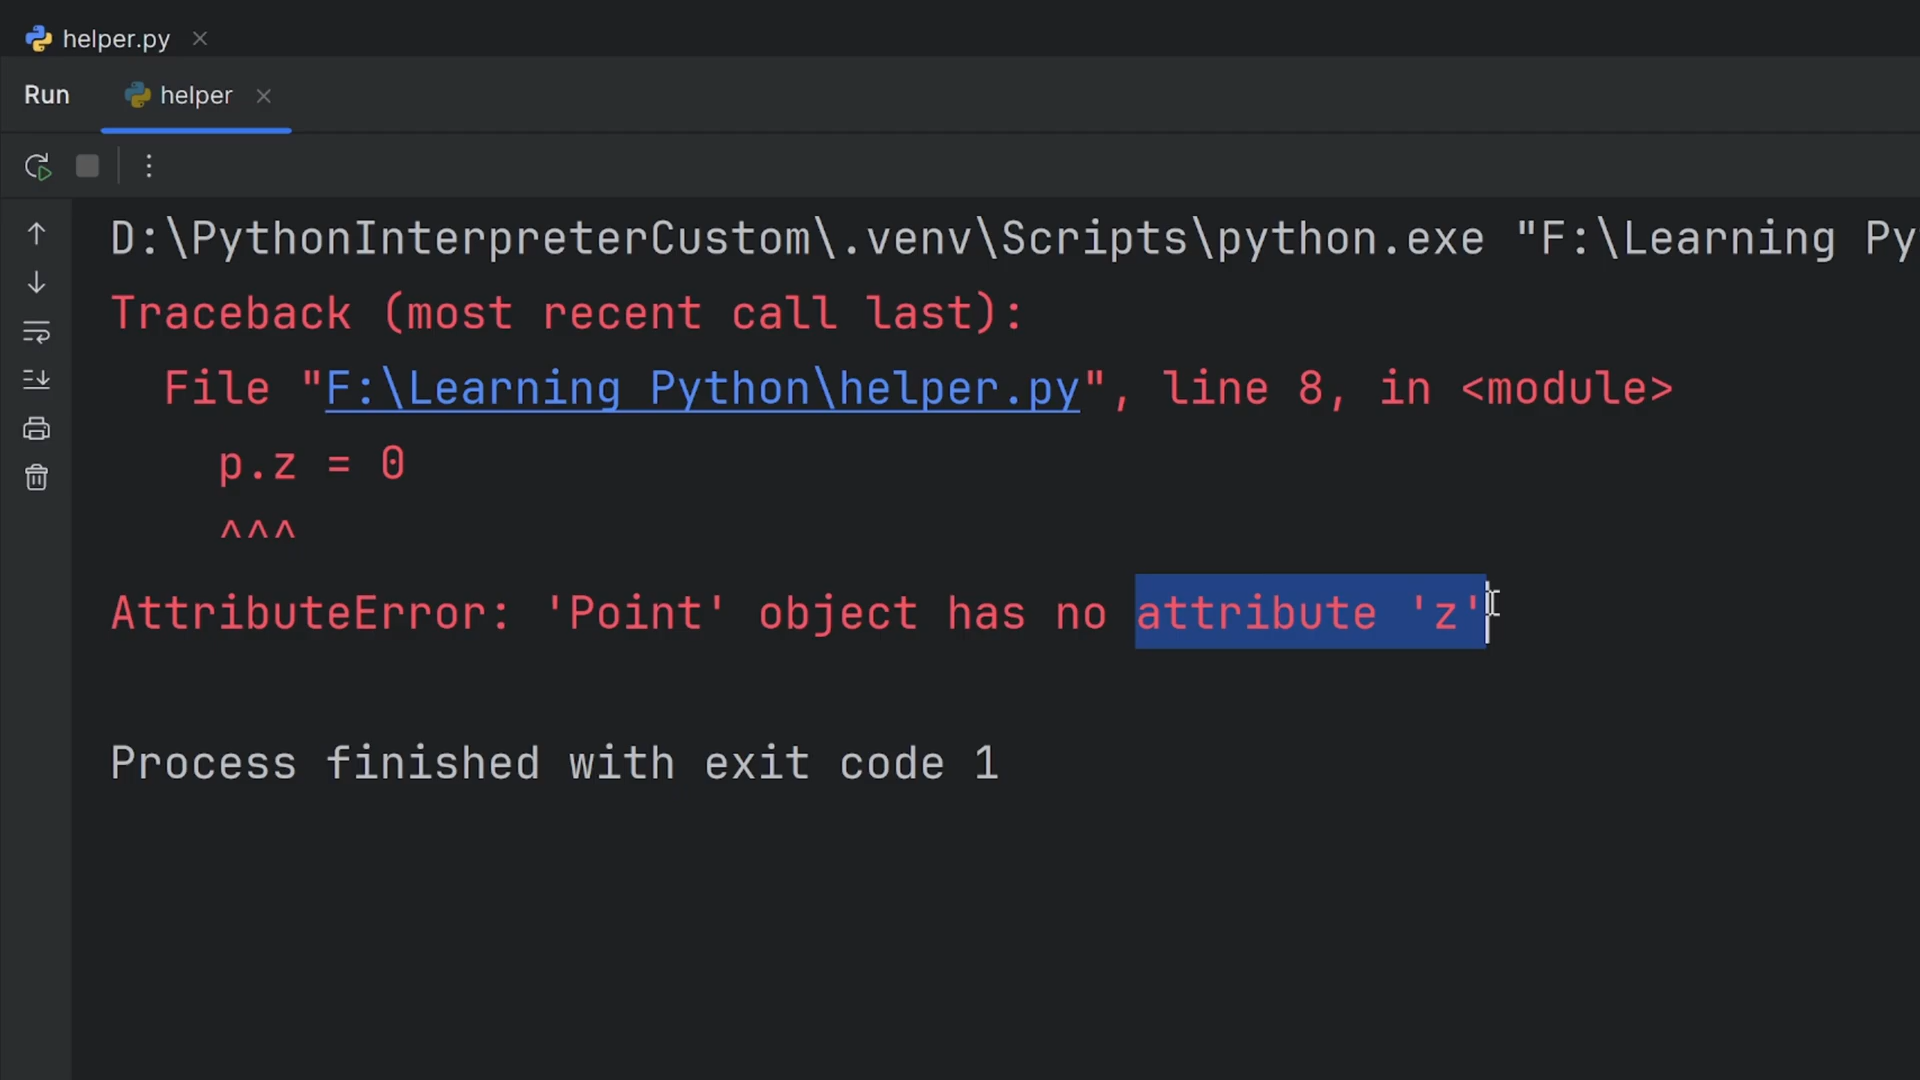 helper.py
Run helper
D:\PythonInterpreterCustom\.venv\Scripts\python.exe "F:\Learning Py
Traceback (most recent call last):
  File "F:\Learning Python\helper.py", line 8, in <module>
    p.z = 0
    ^^^
AttributeError: 'Point' object has no attribute 'z'
Process finished with exit code 1